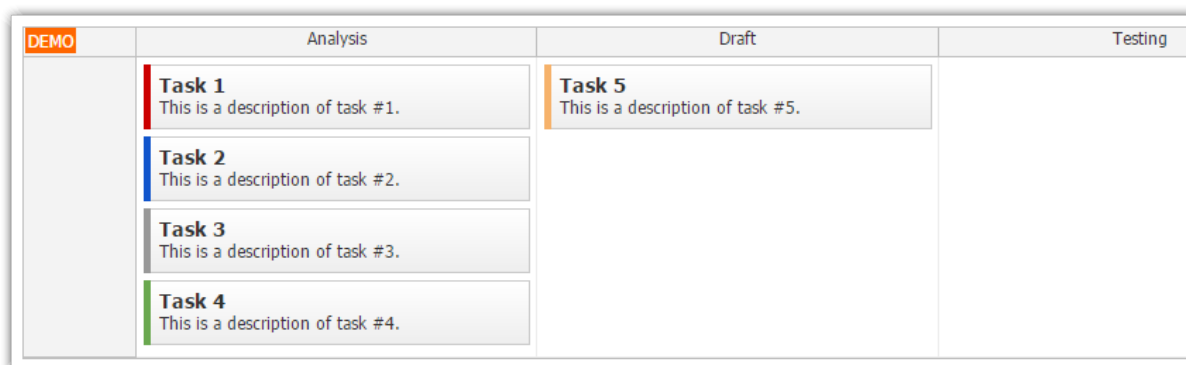 DEMO
Analysis
Draft
Testing
Task 1
This is a description of task #1.
Task 2
This is a description of task #2.
Task 3
This is a description of task #3.
Task 4
This is a description of task #4.
Task 5
This is a description of task #5.